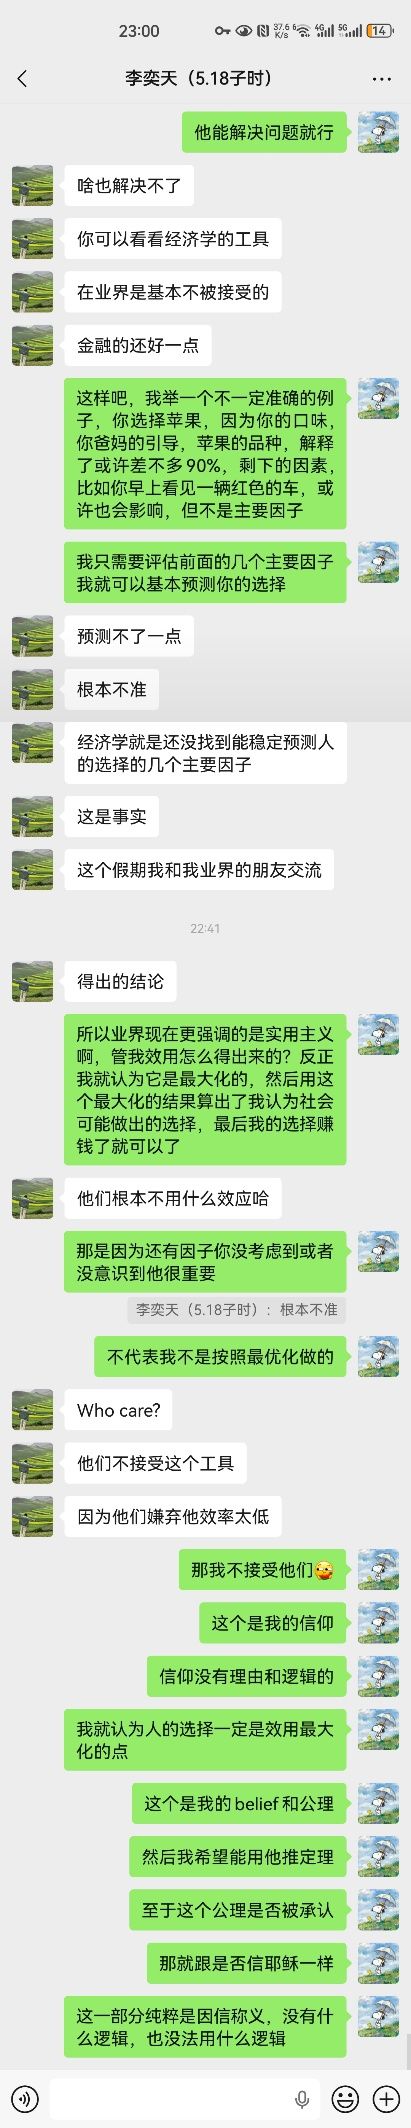 23:00
37.6
K/s
6
4G
5G
14
李奕天（5.18子时）
他能解决问题就行
啥也解决不了
你可以看看经济学的工具
在业界是基本不被接受的
金融的还好一点
这样吧，我举一个不一定准确的例
子，你选择苹果，因为你的口味，
你爸妈的引导，苹果的品种，解释
了或许差不多90%，剩下的因素，
比如你早上看见一辆红色的车，或
许也会影响，但不是主要因子
我只需要评估前面的几个主要因子
我就可以基本预测你的选择
预测不了一点
根本不准
经济学就是还没找到能稳定预测人
的选择的几个主要因子
这是事实
这个假期我和我业界的朋友交流
22:41
得出的结论
所以业界现在更强调的是实用主义
啊，管我效用怎么得出来的？反正
我就认为它是最大化的，然后用这
个最大化的结果算出了我认为社会
可能做出的选择，最后我的选择赚
钱了就可以了
他们根本不用什么效应哈
那是因为还有因子你没考虑到或者
没意识到他很重要
李奕天（5.18子时）：根本不准
不代表我不是按照最优化做的
Who care?
他们不接受这个工具
因为他们嫌弃他效率太低
那我不接受他们
这个是我的信仰
信仰没有理由和逻辑的
我就认为人的选择一定是效用最大
化的点
这个是我的belief和公理
然后我希望能用他推定理
至于这个公理是否被承认
那就跟是否信耶稣一样
这一部分纯粹是因信称义，没有什
么逻辑，也没法用什么逻辑